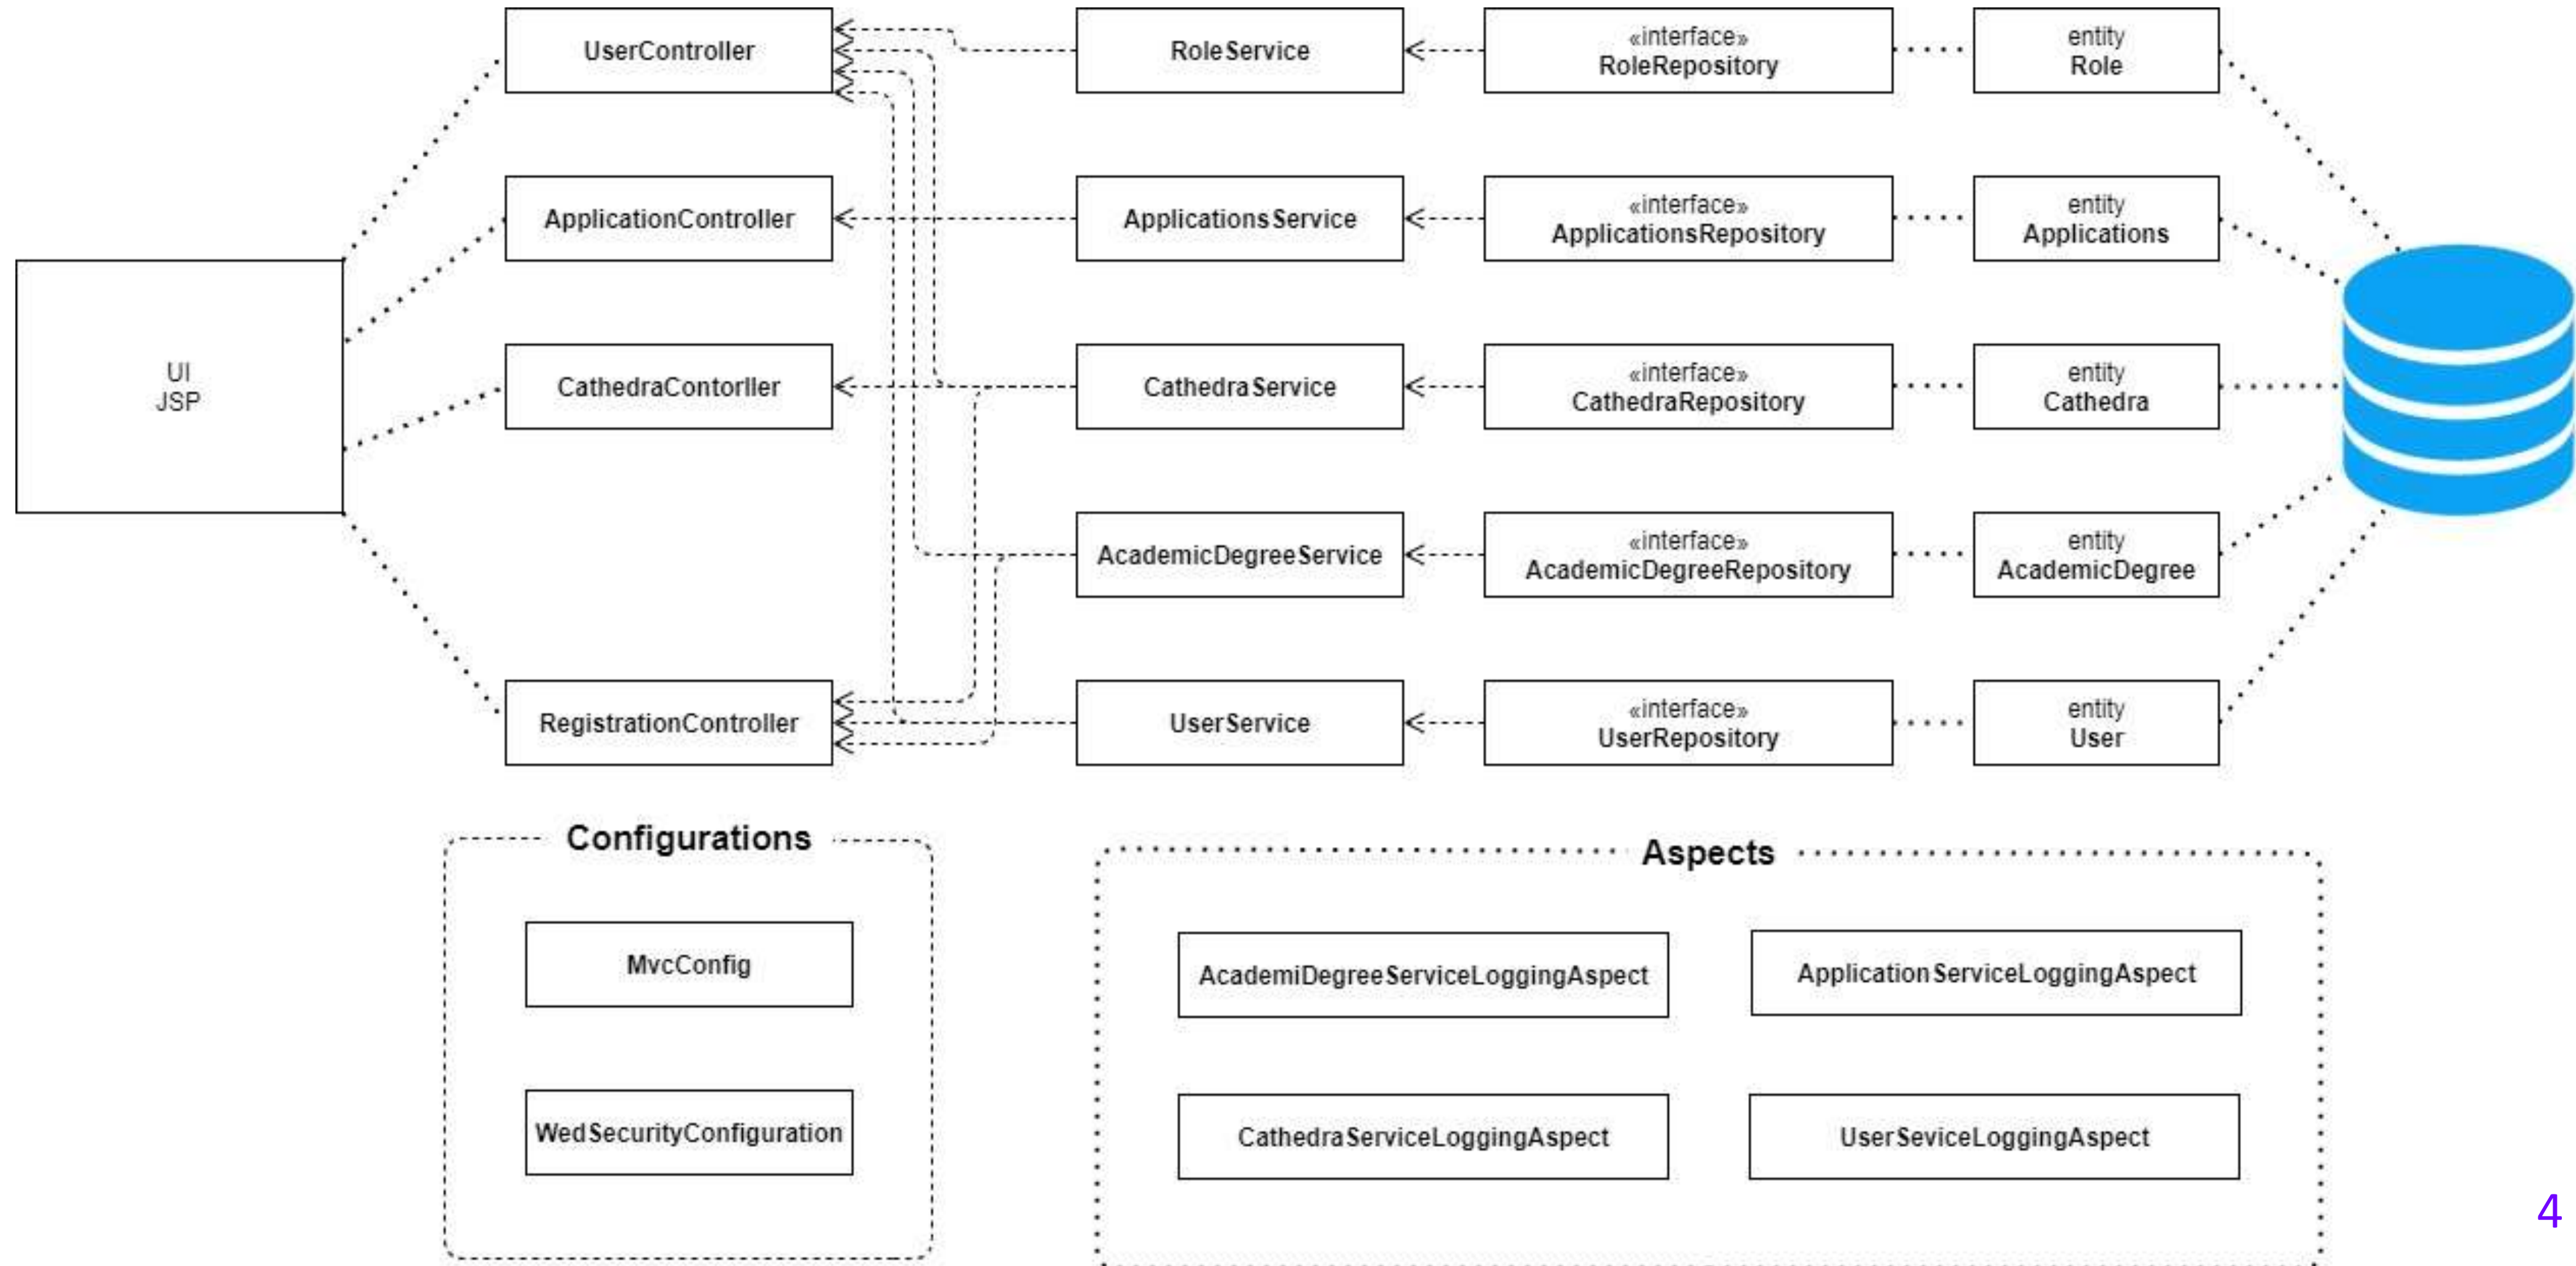 UserController
RoleService
«interface»
RoleRepository
entity
Role
ApplicationController
ApplicationsService
«interface»
ApplicationsRepository
entity
Applications
UI
JSP
CathedraContorller
CathedraService
«interface»
CathedraRepository
entity
Cathedra
AcademicDegreeService
«interface»
AcademicDegreeRepository
entity
AcademicDegree
RegistrationController
UserService
«interface»
UserRepository
entity
User
Configurations
MvcConfig
WedSecurityConfiguration
Aspects
AcademiDegreeServiceLoggingAspect
ApplicationServiceLoggingAspect
CathedraServiceLoggingAspect
UserSeviceLoggingAspect
4